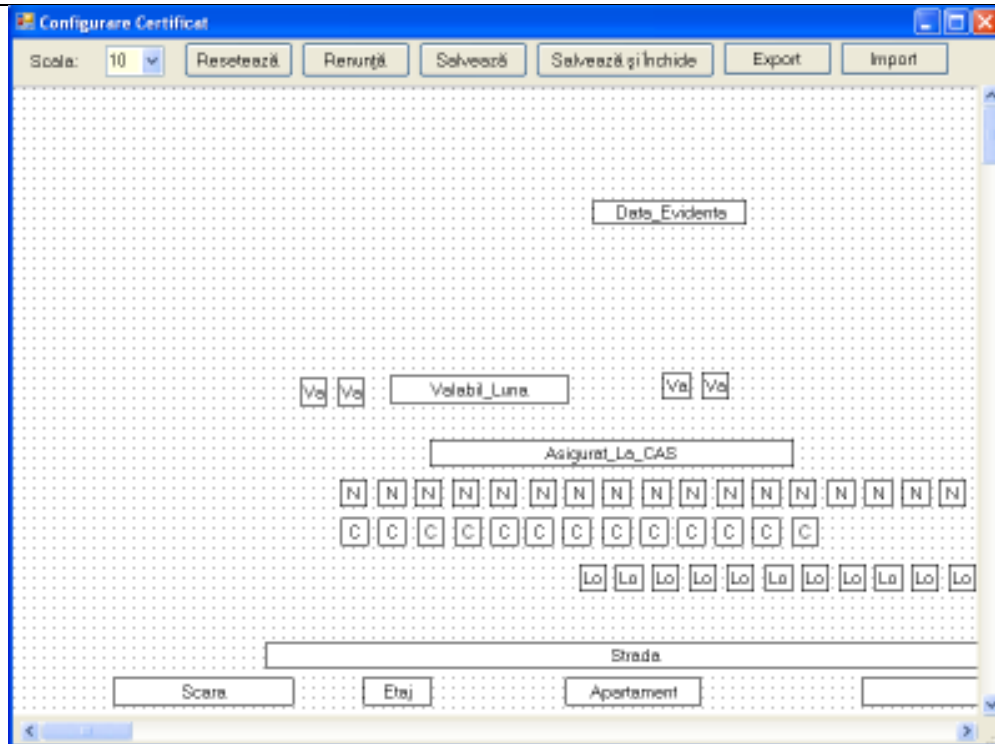 Configurare Certificat
Scala: 10 Resetează Renunță Salvează Salvează și Închide Export Import
Data_Evidenta
Va Va Valabil_Luna Va Va
Asigurat_La_CAS
N N N N N N N N N N N N N N N N N
C C C C C C C C C C C C C
Lo Lo Lo Lo Lo Lo Lo Lo Lo Lo Lo
Strada
Scara Etaj Apartament